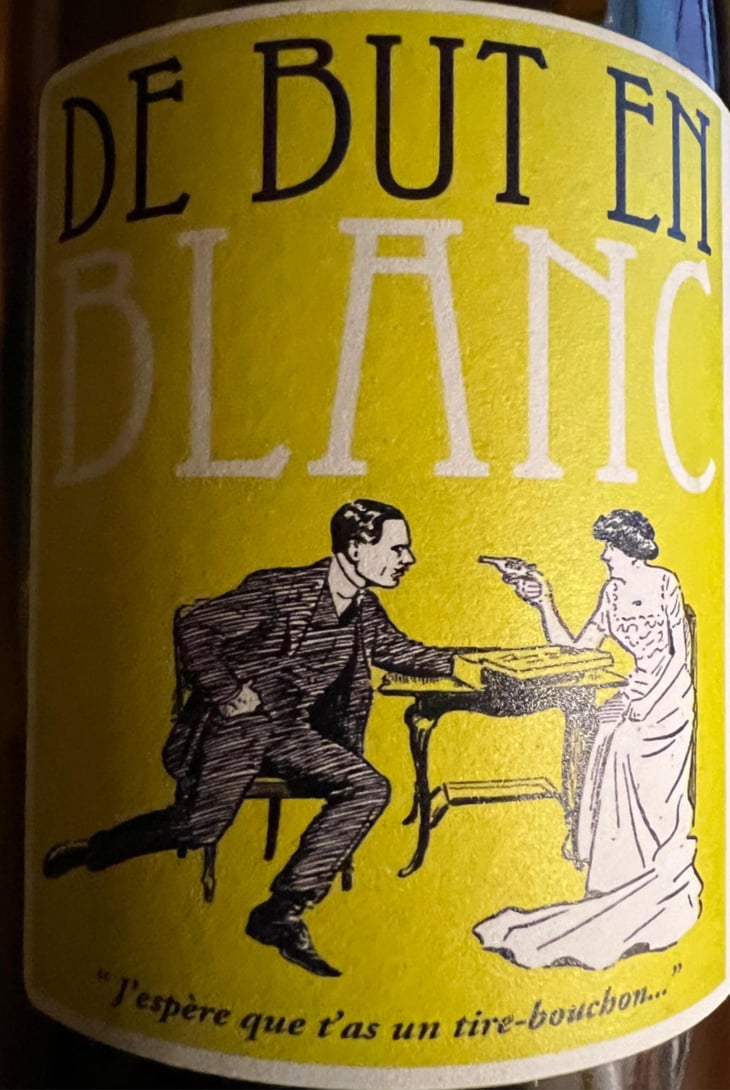 DE BUT EN
BLANC
“J'espère que t'as un tire-bouchon...”